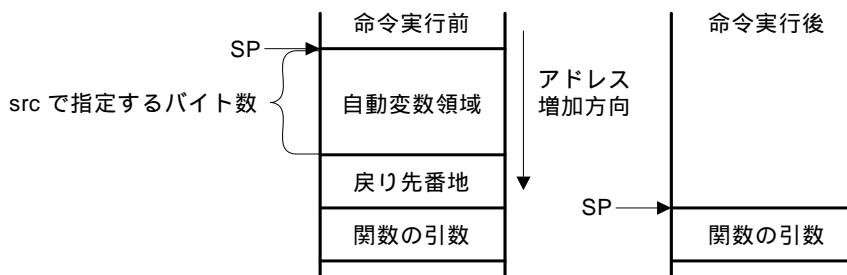 命令実行前
命令実行後
SP
src で指定するバイト数
自動変数領域
アドレス
増加方向
戻り先番地
SP
関数の引数
関数の引数